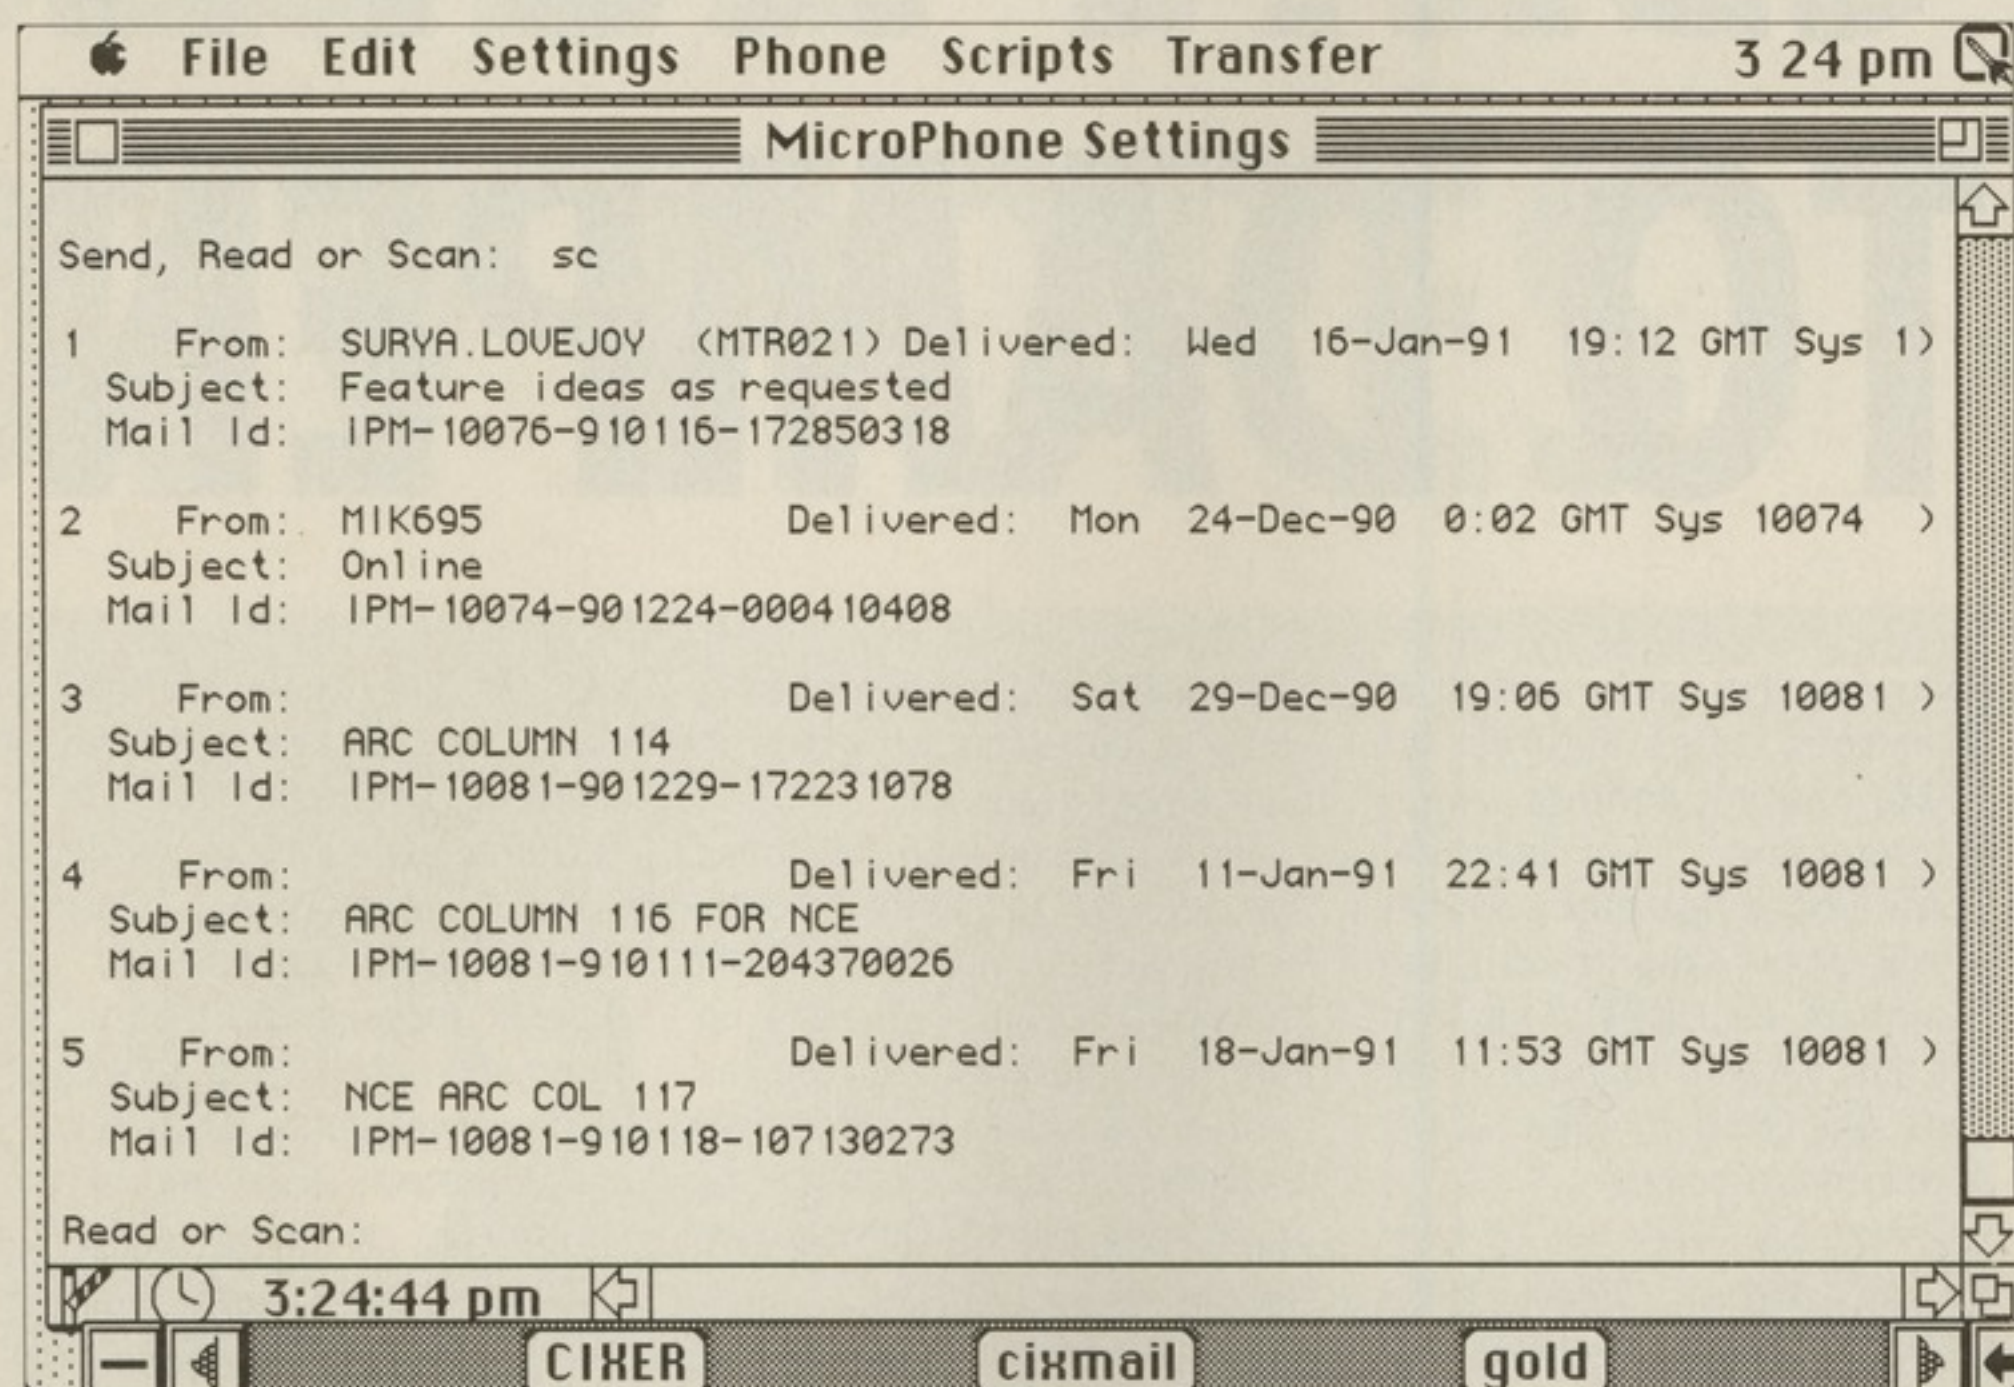 File Edit Settings Phone Scripts Transfer 3 24 pm
MicroPhone Settings
Send, Read or Scan: sc
1 From: SURYA.LOVEJOY (MTR021) Delivered: Wed 16-Jan-91 19:12 GMT Sys 1)
Subject: Feature ideas as requested
Mail Id: IPM-10076-910116-172850318
2 From: MIK695 Delivered: Mon 24-Dec-90 0:02 GMT Sys 10074 )
Subject: Online
Mail Id: IPM-10074-901224-000410408
3 From: Delivered: Sat 29-Dec-90 19:06 GMT Sys 10081 )
Subject: ARC COLUMN 114
Mail Id: IPM-10081-901229-172231078
4 From: Delivered: Fri 11-Jan-91 22:41 GMT Sys 10081 )
Subject: ARC COLUMN 116 FOR NCE
Mail Id: IPM-10081-910111-204370026
5 From: Delivered: Fri 18-Jan-91 11:53 GMT Sys 10081 )
Subject: NCE ARC COL 117
Mail Id: IPM-10081-910118-107130273
Read or Scan:
3:24:44 pm
CIXER cixmail gold